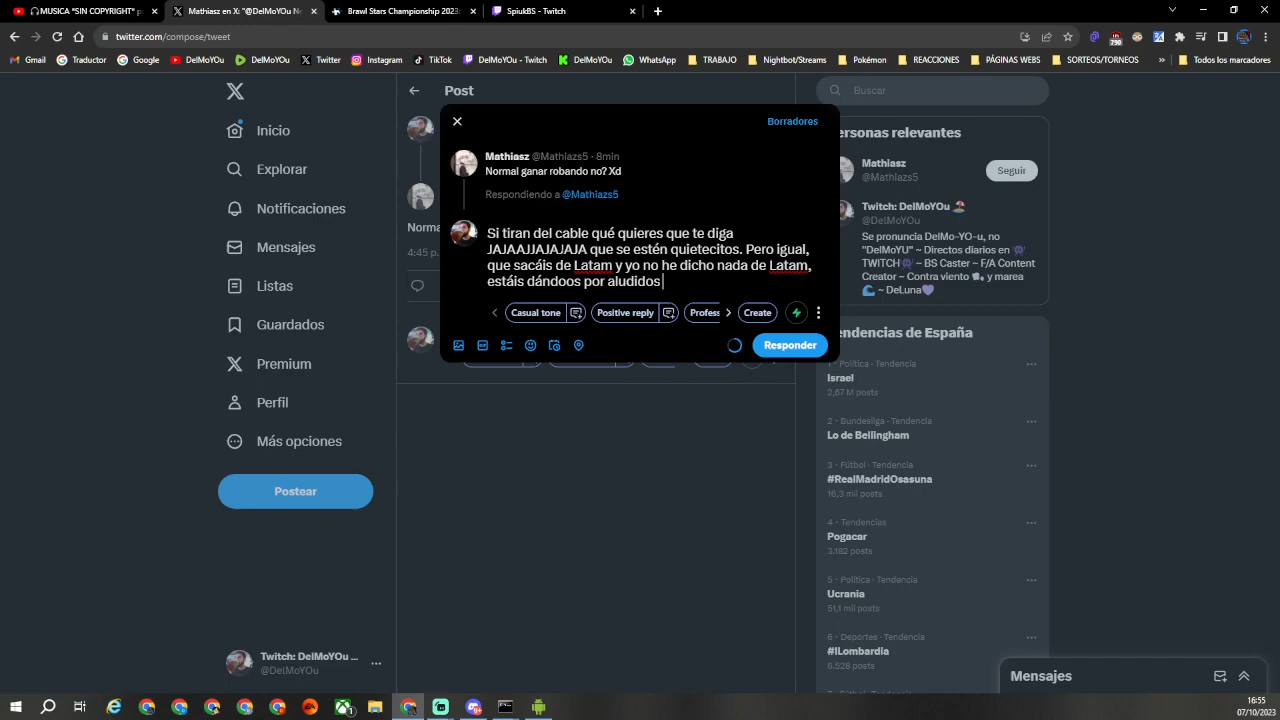 🎧MUSICA *SIN COPYRIGHT* p
Mathiasz en X: "@DelMoYOu No
Brawl Stars Championship 2023:
SpiukBS - Twitch
twitter.com/compose/tweet
Gmail
Traductor
Google
DelMoYOu
DelMoYOu
Twitter
Instagram
TikTok
DelMoYOu - Twitch
DelMoYOu
WhatsApp
TRABAJO
Nightbot/Streams
Pokémon
REACCIONES
PÁGINAS WEBS
SORTEOS/TORNEOS
»
Todos los marcadores
Inicio
Explorar
Notificaciones
Mensajes
Listas
Guardados
Premium
Perfil
Más opciones
Postear
Twitch: DelMoYOu ...
@DelMoYOu
Post
Norma
4:45 p.
Borradores
Mathiasz @Mathiazs5 · 8min
Normal ganar robando no? Xd
Respondiendo a @Mathiazs5
Si tiran del cable qué quieres que te diga
JAJAAJJAJAJAJA que se estén quietecitos. Pero igual,
que sacáis de Latam y yo no he dicho nada de Latam,
estáis dándoos por aludidos
Casual tone
Positive reply
Profess
Create
Responder
Buscar
ersonas relevantes
Mathiasz
@Mathiazs5
Seguir
Twitch: DelMoYOu 🏖️
@DelMoYOu
Se pronuncia DelMo-YO-u, no
"DelMoYU" ~ Directos diarios en
TWITCH ~ BS Caster ~ F/A Content
Creator ~ Contra viento 🌬️ y marea
🌊 ~ DeLuna💜
endencias de España
1 · Política · Tendencia
Israel
2,67 M posts
2 · Bundesliga · Tendencia
Lo de Bellingham
3 · Fútbol · Tendencia
#RealMadridOsasuna
16,3 mil posts
4 · Tendencias
Pogacar
3.182 posts
5 · Política · Tendencia
Ucrania
51,1 mil posts
6 · Deportes · Tendencia
#ILombardia
6.528 posts
7 · Fútbol · Tendencia
Mensajes
16:55
07/10/2023